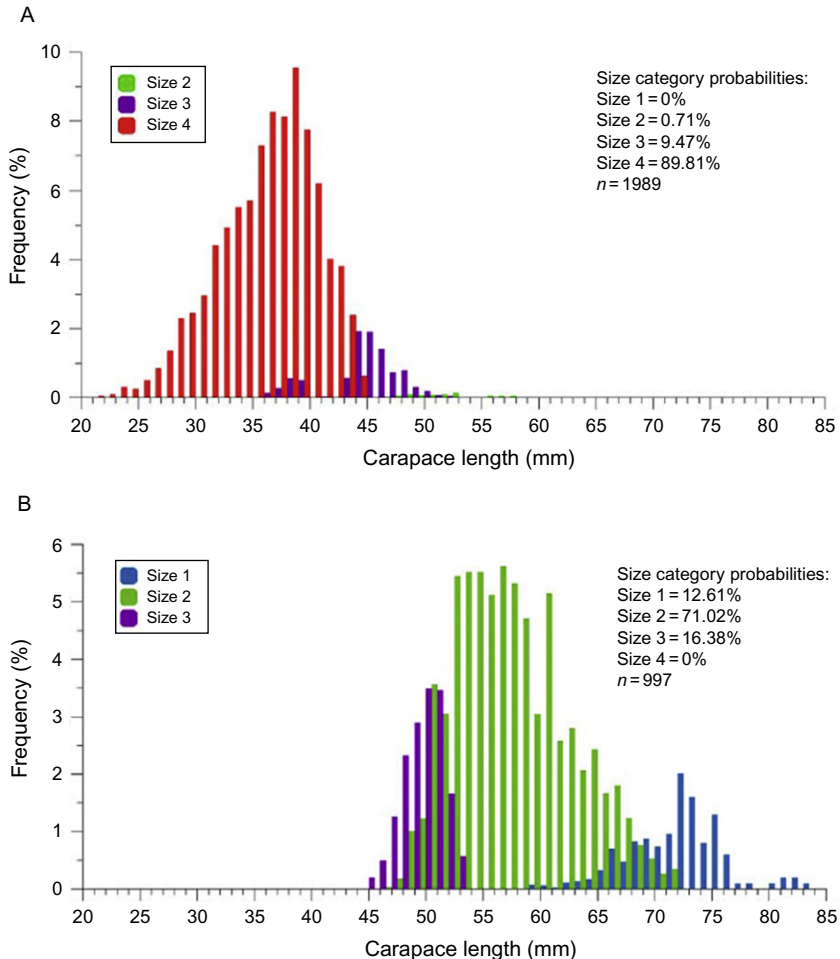 A
10
8
6
4
2
0
Frequency (%)
Size 2
Size 3
Size 4
Size category probabilities:
Size 1 = 0%
Size 2 = 0.71%
Size 3 = 9.47%
Size 4 = 89.81%
n = 1989
20 25 30 35 40 45 50 55 60 65 70 75 80 85
Carapace length (mm)
B
6
5
4
3
2
1
0
Frequency (%)
Size 1
Size 2
Size 3
Size category probabilities:
Size 1 = 12.61%
Size 2 = 71.02%
Size 3 = 16.38%
Size 4 = 0%
n = 997
20 25 30 35 40 45 50 55 60 65 70 75 80 85
Carapace length (mm)